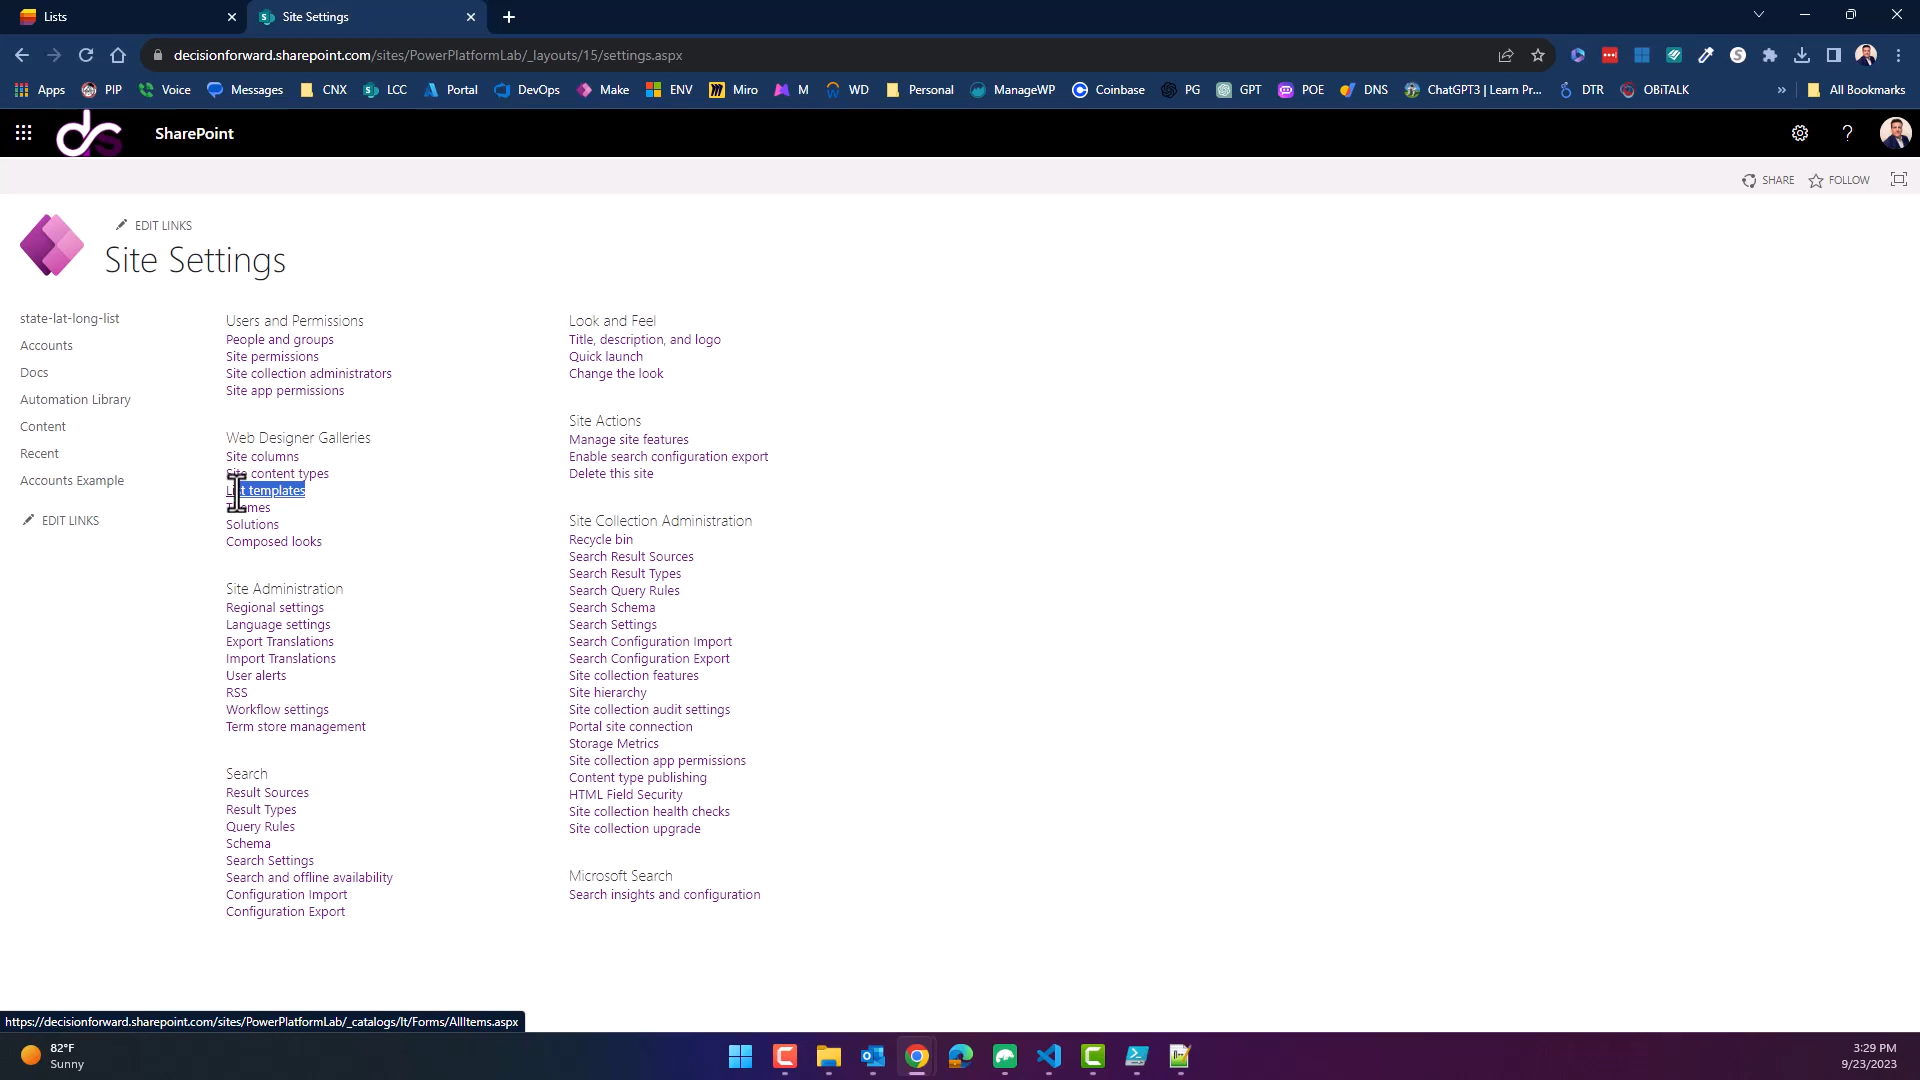 Lists
Site Settings
decisionforward.sharepoint.com/sites/PowerPlatformLab/_layouts/15/settings.aspx
Apps
PIP
Voice
Messages
CNX
LCC
Portal
DevOps
Make
ENV
Miro
M
WD
Personal
ManageWP
Coinbase
PG
GPT
POE
DNS
ChatGPT3 | Learn Pr...
DTR
OBiTALK
»
All Bookmarks
SharePoint
SHARE
FOLLOW
EDIT LINKS
Site Settings
state-lat-long-list
Accounts
Docs
Automation Library
Content
Recent
Accounts Example
EDIT LINKS
Users and Permissions
People and groups
Site permissions
Site collection administrators
Site app permissions
Web Designer Galleries
Site columns
Site content types
List templates
Themes
Solutions
Composed looks
Site Administration
Regional settings
Language settings
Export Translations
Import Translations
User alerts
RSS
Workflow settings
Term store management
Search
Result Sources
Result Types
Query Rules
Schema
Search Settings
Search and offline availability
Configuration Import
Configuration Export
Look and Feel
Title, description, and logo
Quick launch
Change the look
Site Actions
Manage site features
Enable search configuration export
Delete this site
Site Collection Administration
Recycle bin
Search Result Sources
Search Result Types
Search Query Rules
Search Schema
Search Settings
Search Configuration Import
Search Configuration Export
Site collection features
Site hierarchy
Site collection audit settings
Portal site connection
Storage Metrics
Site collection app permissions
Content type publishing
HTML Field Security
Site collection health checks
Site collection upgrade
Microsoft Search
Search insights and configuration
https://decisionforward.sharepoint.com/sites/PowerPlatformLab/_catalogs/lt/Forms/AllItems.aspx
82°F
Sunny
3:29 PM
9/23/2023